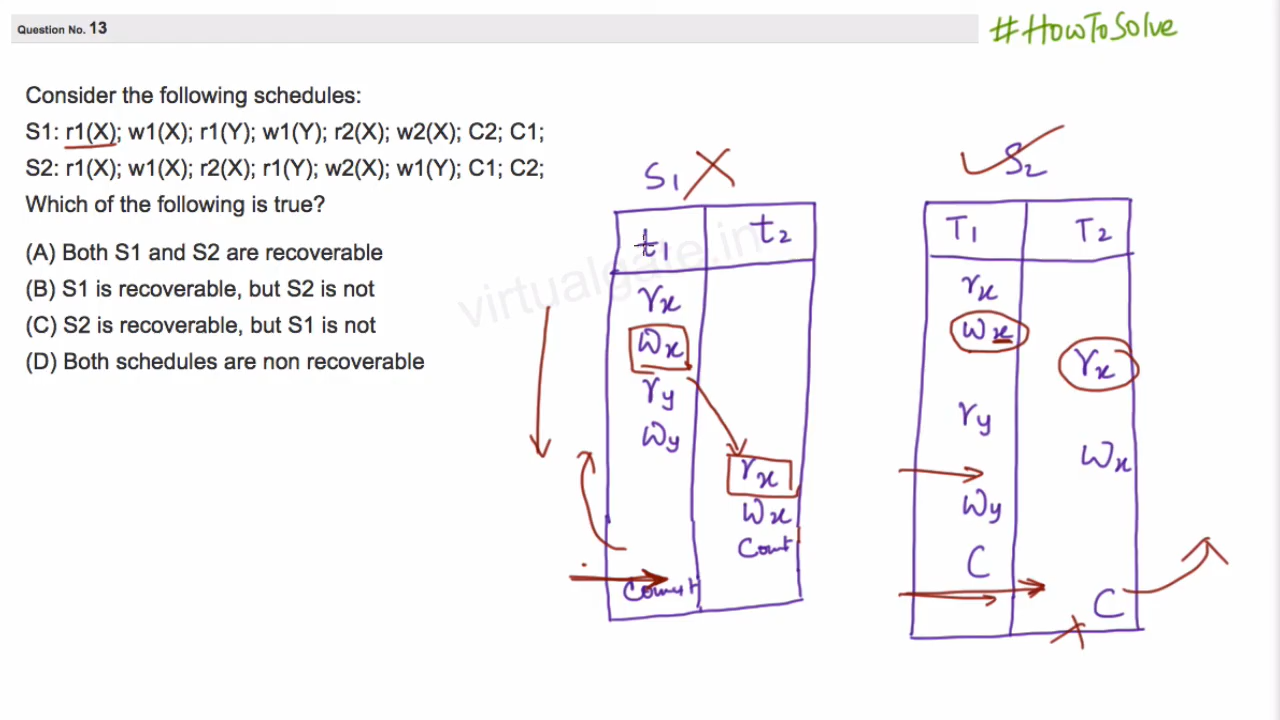 Question No. 13
#HowToSolve
Consider the following schedules:
S1: r1(X); w1(X); r1(Y); w1(Y); r2(X); w2(X); C2; C1;
S2: r1(X); w1(X); r2(X); r1(Y); w2(X); w1(Y); C1; C2;
Which of the following is true?
(A) Both S1 and S2 are recoverable
(B) S1 is recoverable, but S2 is not
(C) S2 is recoverable, but S1 is not
(D) Both schedules are non recoverable
S1
t1 t2
rx
wx
ry
wy
rx
wx
S2
T1 T2
rx
wx
rx
ry
wx
wy
C
C
virtualgate.in